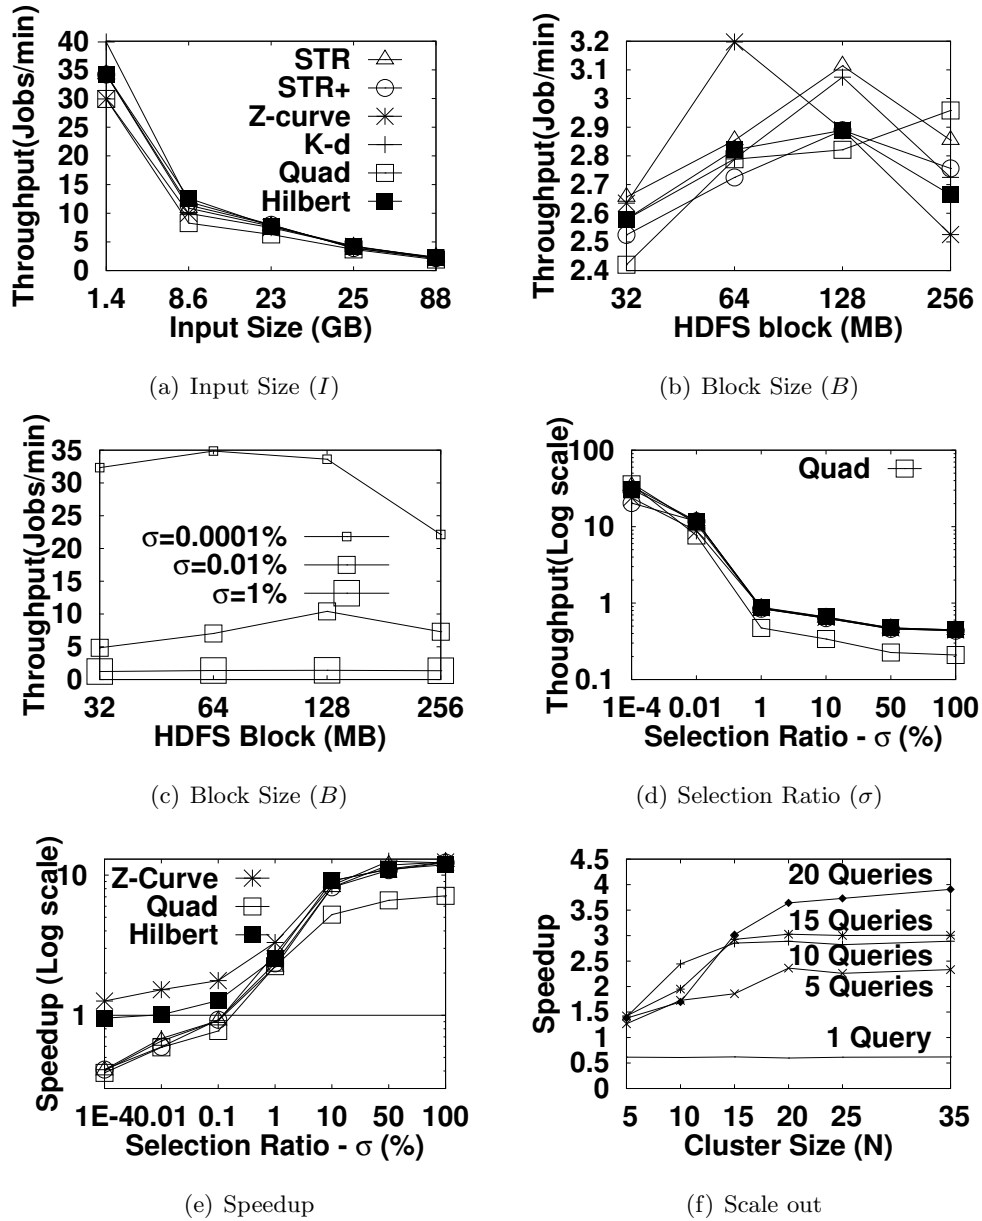 Throughput(Jobs/min)
40
35
30
25
20
15
10
5
0
STR
STR+
Z-curve
K-d
Quad
Hilbert
1.4 8.6 23 25 88
Input Size (GB)
(a) Input Size (I)
Throughput(Job/min)
3.2
3.1
3
2.9
2.8
2.7
2.6
2.5
2.4
32 64 128 256
HDFS block (MB)
(b) Block Size (B)
Throughput(Jobs/min)
35
30
25
20
15
10
5
0
σ=0.0001%
σ=0.01%
σ=1%
32 64 128 256
HDFS Block (MB)
(c) Block Size (B)
Thoughput(Log scale)
100
10
1
0.1
Quad
1E-4 0.01 1 10 50 100
Selection Ratio - σ (%)
(d) Selection Ratio (σ)
Speedup (Log scale)
10
1
Z-Curve
Quad
Hilbert
1E-4 0.01 0.1 1 10 50 100
Selection Ratio - σ (%)
(e) Speedup
Speedup
4.5
4
3.5
3
2.5
2
1.5
1
0.5
0
20 Queries
15 Queries
10 Queries
5 Queries
1 Query
5 10 15 20 25 35
Cluster Size (N)
(f) Scale out